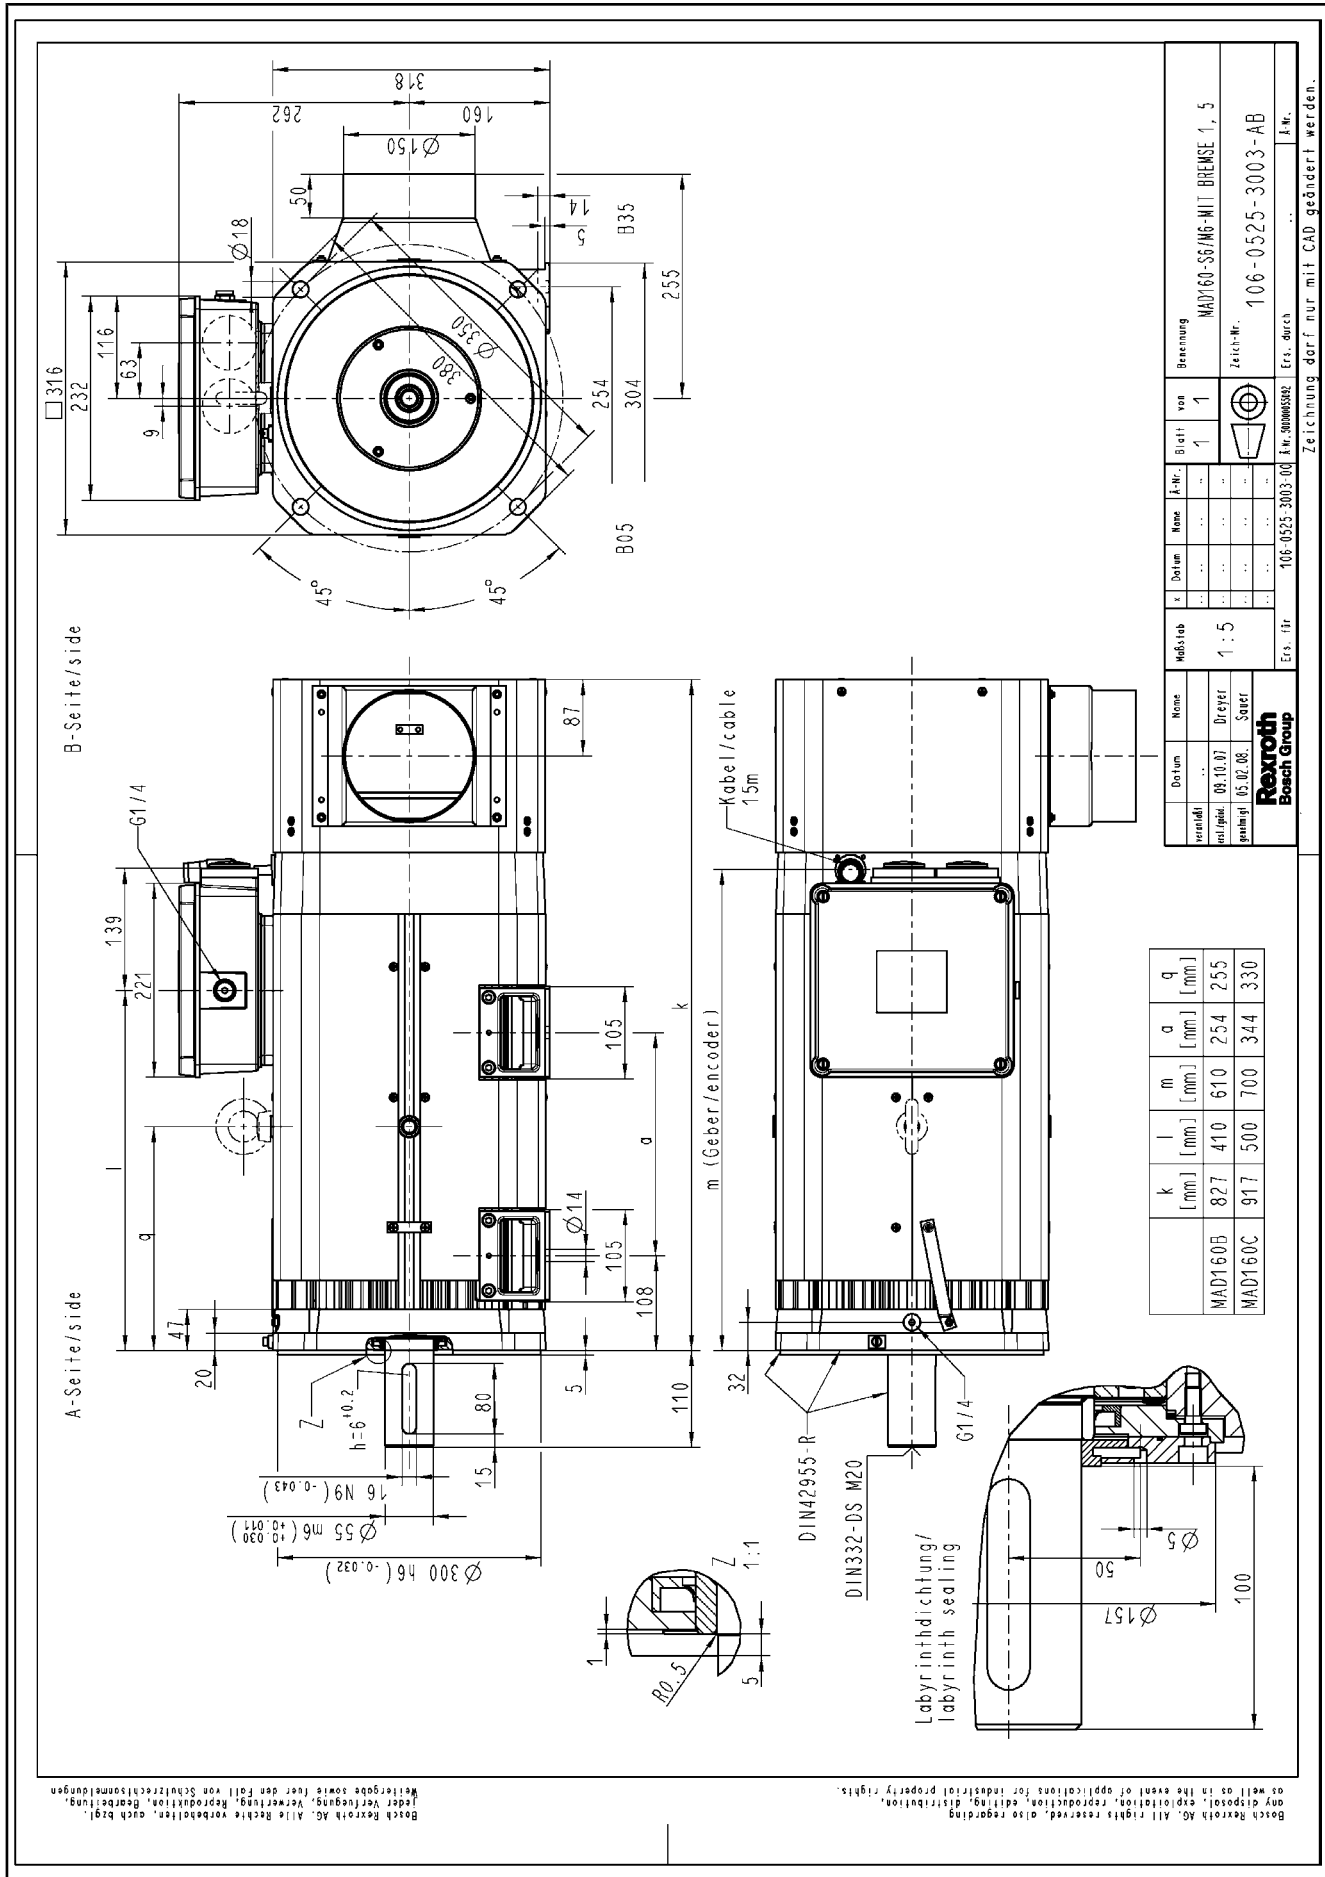 A-Seite/side
B-Seite/side
l
139
q
221
G1/4
47
20
Z
h=6+0.2
80
15
16 N9(-0.043)
Ø55 m6(+0.030 +0.011)
Ø300 h6(-0.032)
5
110
108
105
Ø14
a
105
k
87
□316
232
116
63
9
Ø18
50
262
318
160
Ø150
14
5
B35
B05
Ø350
380
254
304
255
45°
45°
1
R0.5
5
Z
1:1
m (Geber/encoder)
Kabel/cable
15m
32
DIN42955-R
DIN332-DS M20
G1/4
Labyrinthdichtung/
labyrinth sealing
Ø5
50
Ø157
100
k l m a q
[mm] [mm] [mm] [mm] [mm]
MAD160B 827 410 610 254 255
MAD160C 917 500 700 344 330
Datum Name
veranlaßt ..
erst./geänd. 09.10.07 Dreyer
genehmigt 05.02.08. Sauer
Rexroth
Bosch Group
Maßstab
1:5
x Datum Name Ä-Nr.
Blatt von
1 1
Benennung
MAD160-S6/M6-MIT BREMSE 1, 5
Zeich-Nr.
106-0525-3003-AB
Ers. für 106-0525-3003-00
Ers. durch ..
Ä-Nr.
Zeichnung darf nur mit CAD geändert werden.
Bosch Rexroth AG. Alle Rechte vorbehalten, auch bzgl.
jeder Verfuegung, Verwertung, Reproduktion, Bearbeitung,
Weitergabe sowie fuer den Fall von Schutzrechtsanmeldungen
Bosch Rexroth AG. All rights reserved, also regarding
any disposal, exploitation, reproduction, editing, distribution,
as well as in the event of applications for industrial property rights.